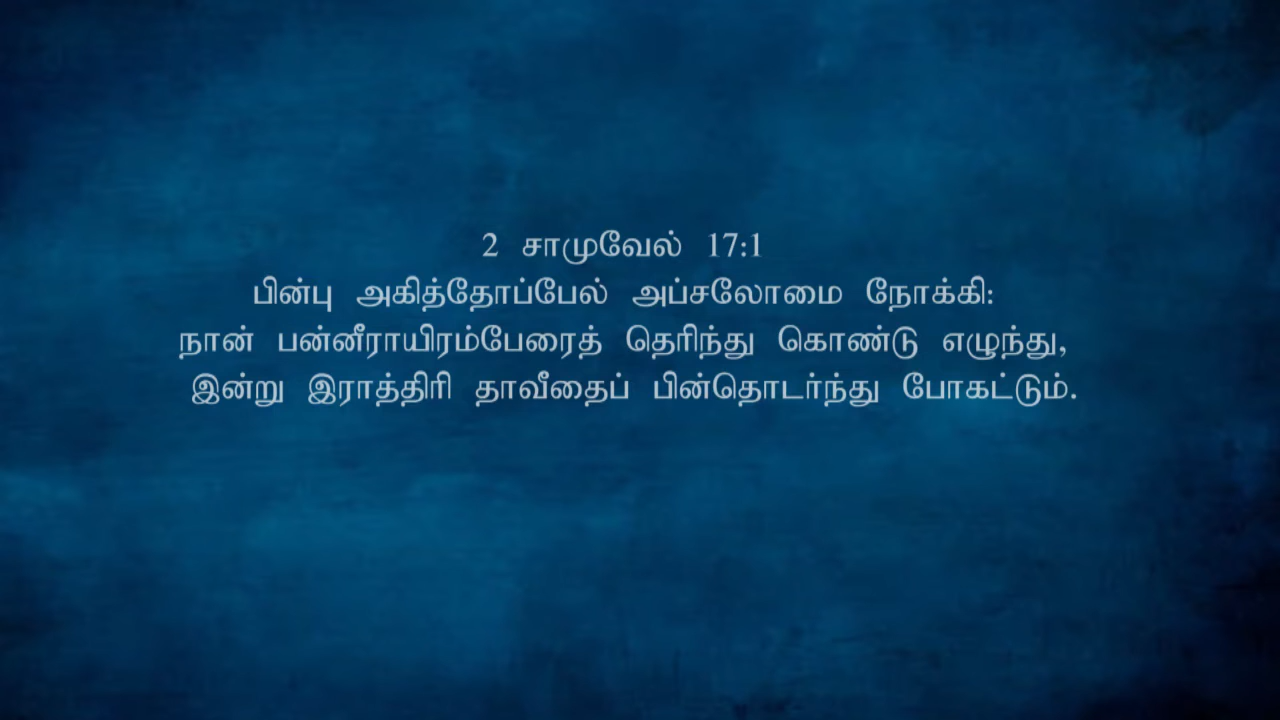 2 சாமுவேல் 17:1
பின்பு அகித்தோப்பேல் அப்சலோமை நோக்கி:
நான் பன்னீராயிரம்பேரைத் தெரிந்து கொண்டு எழுந்து,
இன்று இராத்திரி தாவீதைப் பின்தொடர்ந்து போகட்டும்.